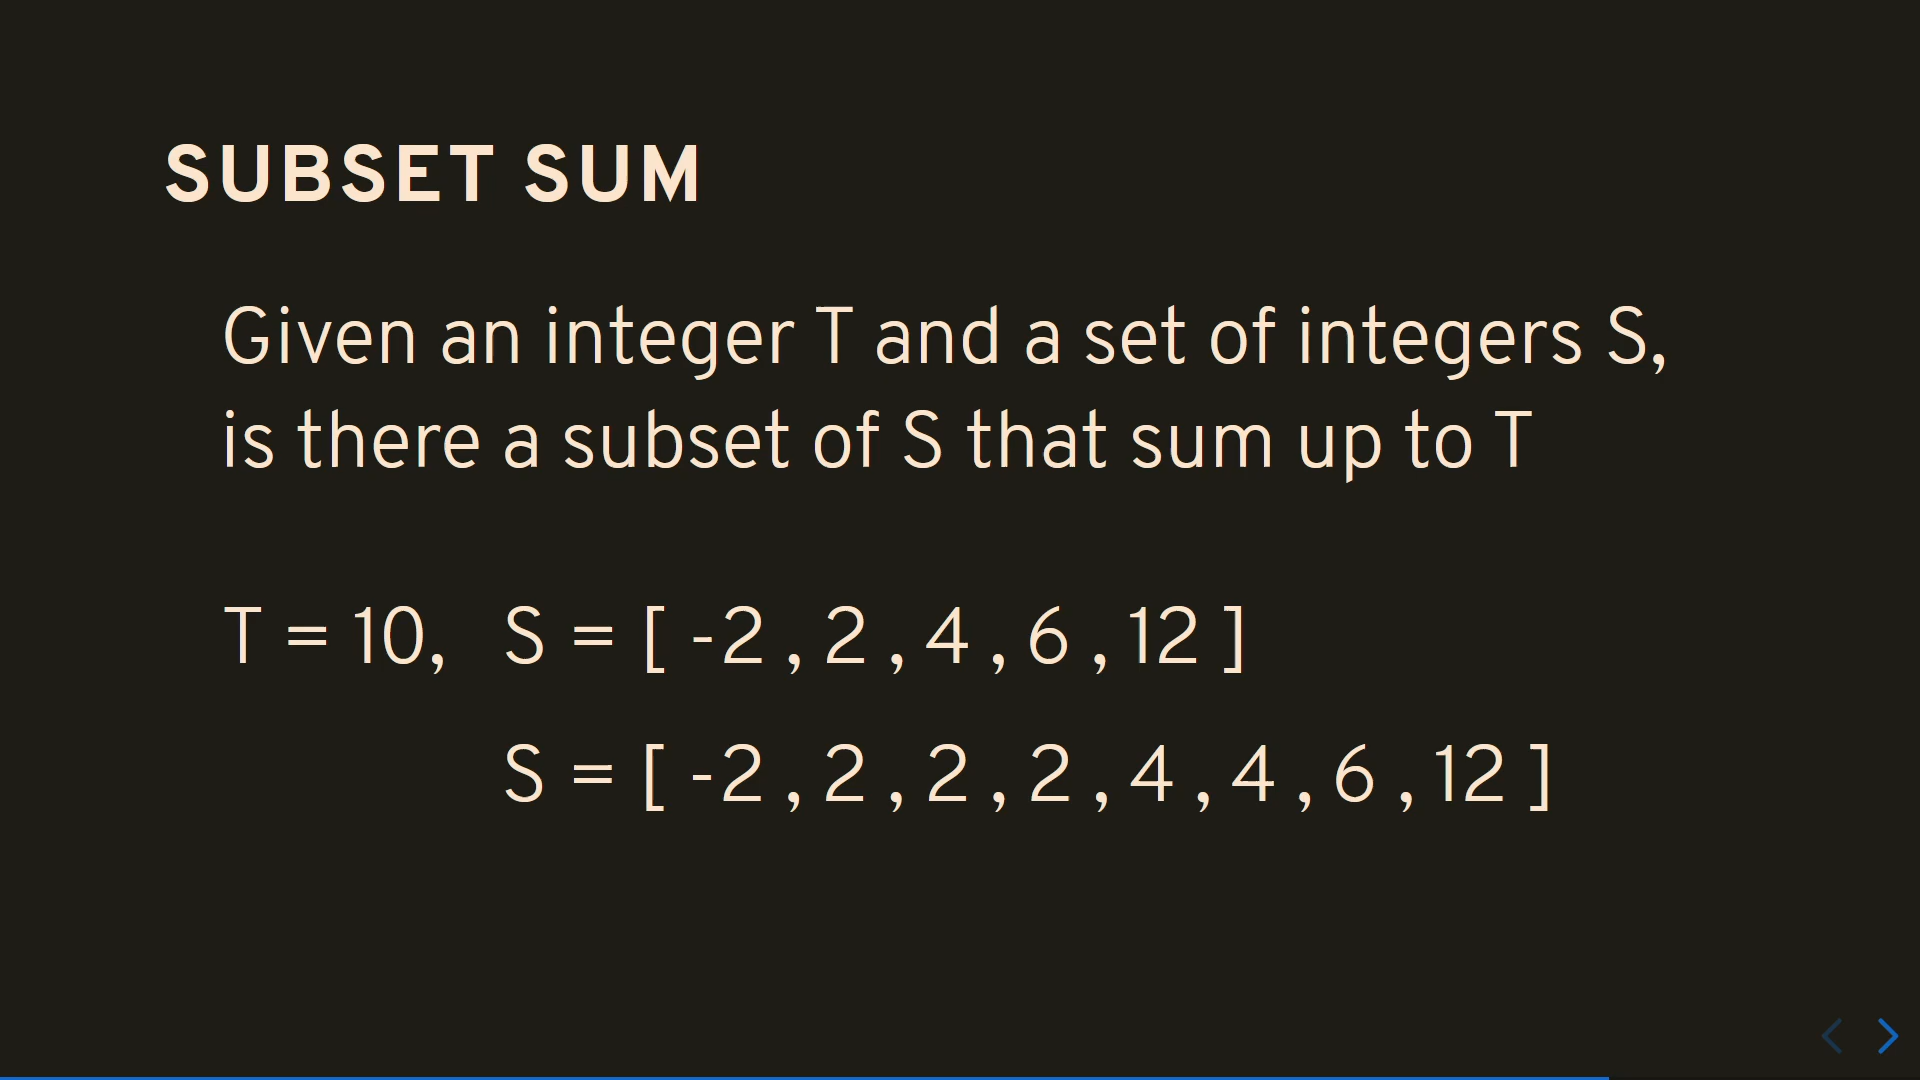 SUBSET SUM
Given an integer T and a set of integers S,
is there a subset of S that sum up to T
T = 10, S = [ -2 , 2 , 4 , 6 , 12 ]
S = [ -2 , 2 , 2 , 2 , 4 , 4 , 6 , 12 ]